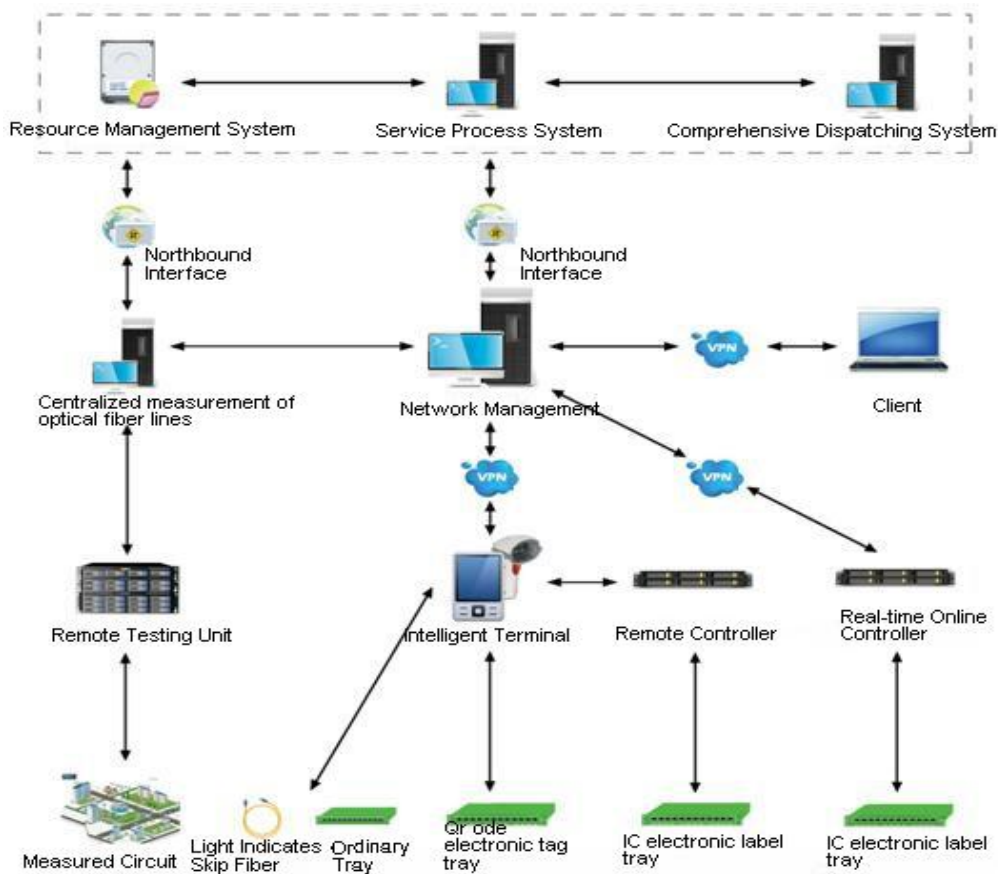 Resource Management System
Service Process System
Comprehensive Dispatching System
Northbound
Interface
Northbound
Interface
VPN
Centralized measurement of
optical fiber lines
Network Management
Client
VPN
VPN
Remote Testing Unit
Intelligent Terminal
Remote Controller
Real-time Online
Controller
Measured Circuit
Light Indicates
Skip Fiber
Ordinary
Tray
Qr ode
electronic tag
tray
IC electronic label
tray
IC electronic label
tray